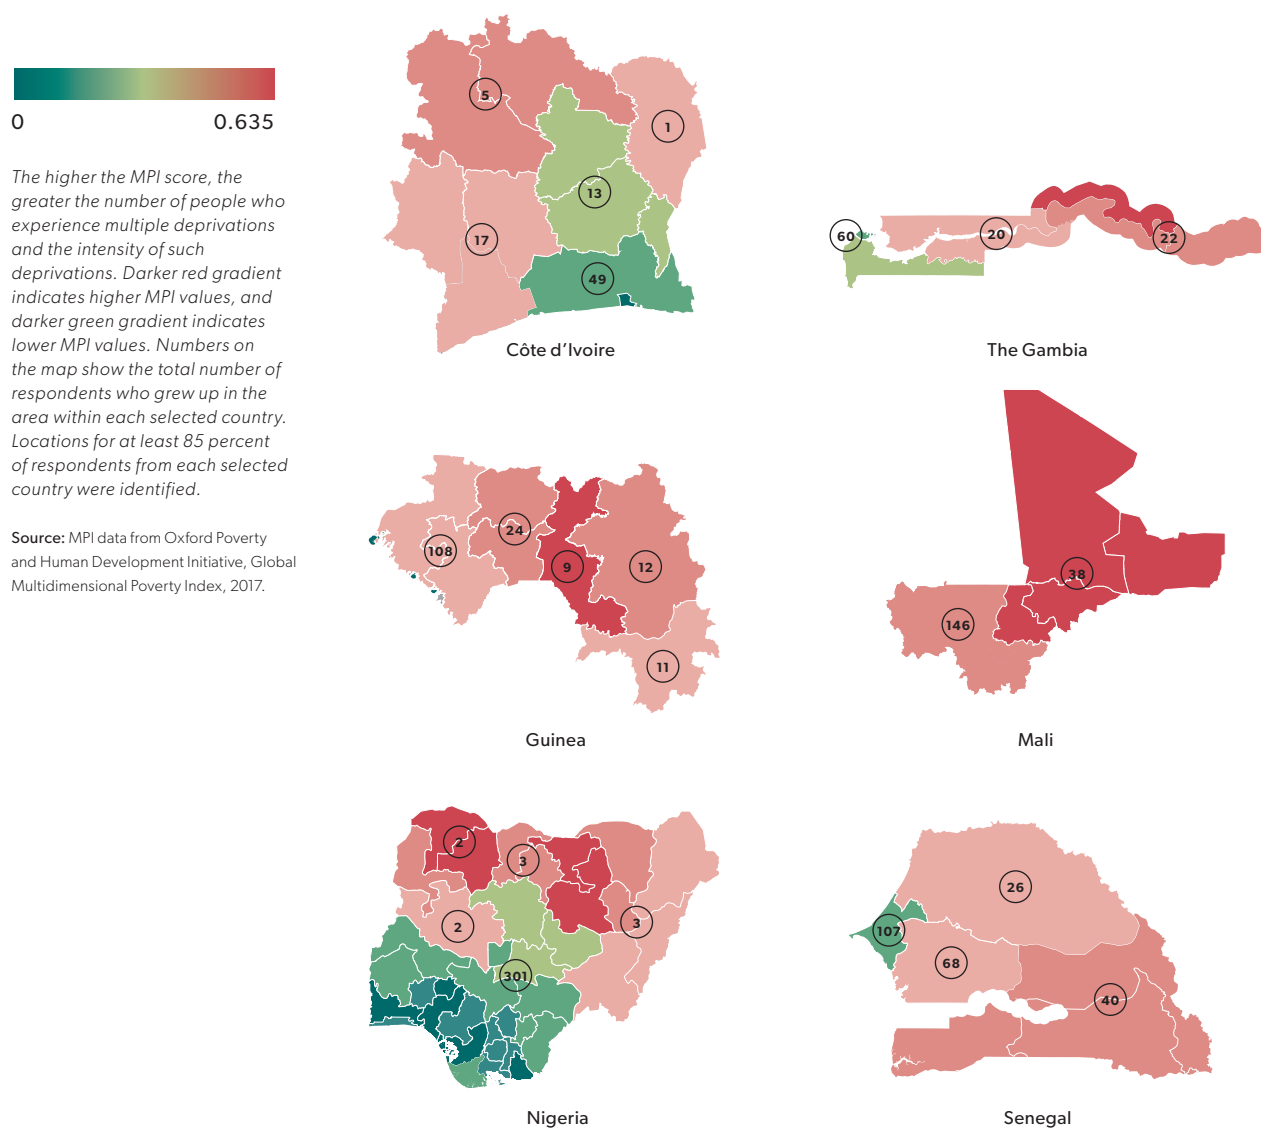 0 0.635
The higher the MPI score, the
greater the number of people who
experience multiple deprivations
and the intensity of such
deprivations. Darker red gradient
indicates higher MPI values, and
darker green gradient indicates
lower MPI values. Numbers on
the map show the total number of
respondents who grew up in the
area within each selected country.
Locations for at least 85 percent
of respondents from each selected
country were identified.
Source: MPI data from Oxford Poverty
and Human Development Initiative, Global
Multidimensional Poverty Index, 2017.
5
1
13
17
49
Côte d’Ivoire
60
20
22
The Gambia
24
108
9
12
11
Guinea
38
146
Mali
2
3
2
3
301
Nigeria
26
107
68
40
Senegal